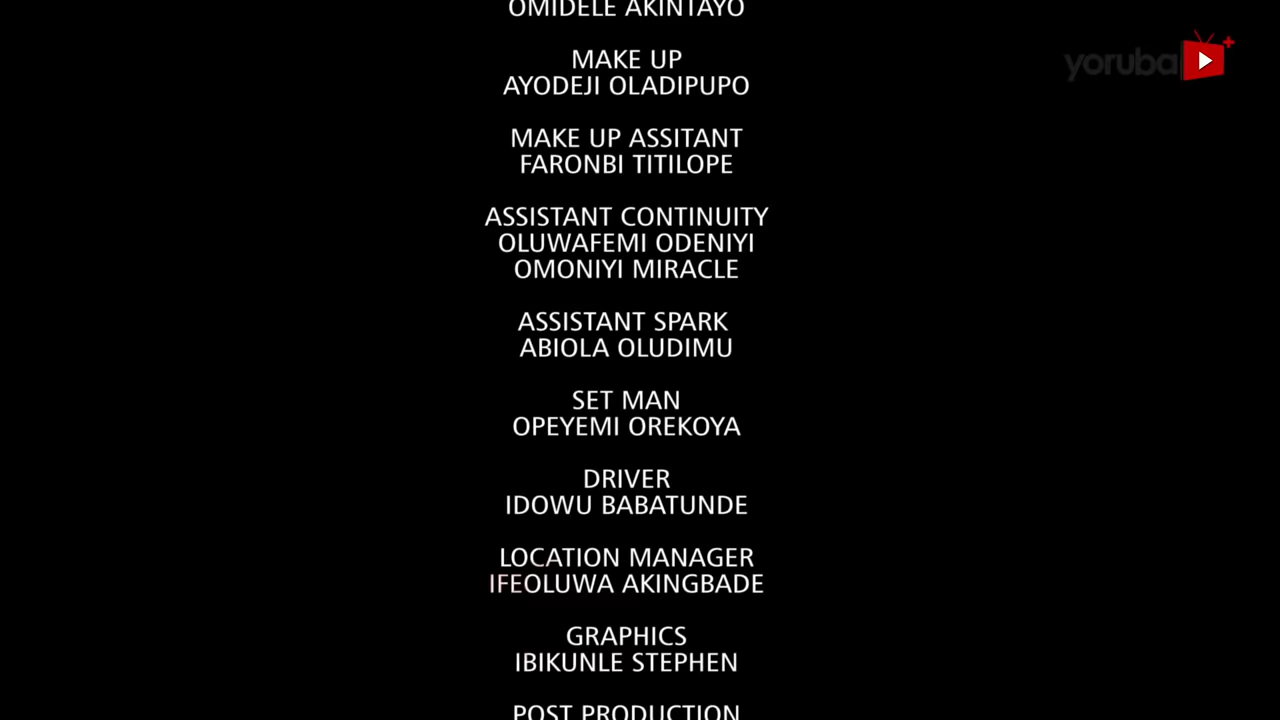 OMIDELE AKINTAYO
yoruba
MAKE UP
AYODEJI OLADIPUPO
MAKE UP ASSITANT
FARONBI TITILOPE
ASSISTANT CONTINUITY
OLUWAFEMI ODENIYI
OMONIYI MIRACLE
ASSISTANT SPARK
ABIOLA OLUDIMU
SET MAN
OPEYEMI OREKOYA
DRIVER
IDOWU BABATUNDE
LOCATION MANAGER
IFEOLUWA AKINGBADE
GRAPHICS
IBIKUNLE STEPHEN
POST PRODUCTION